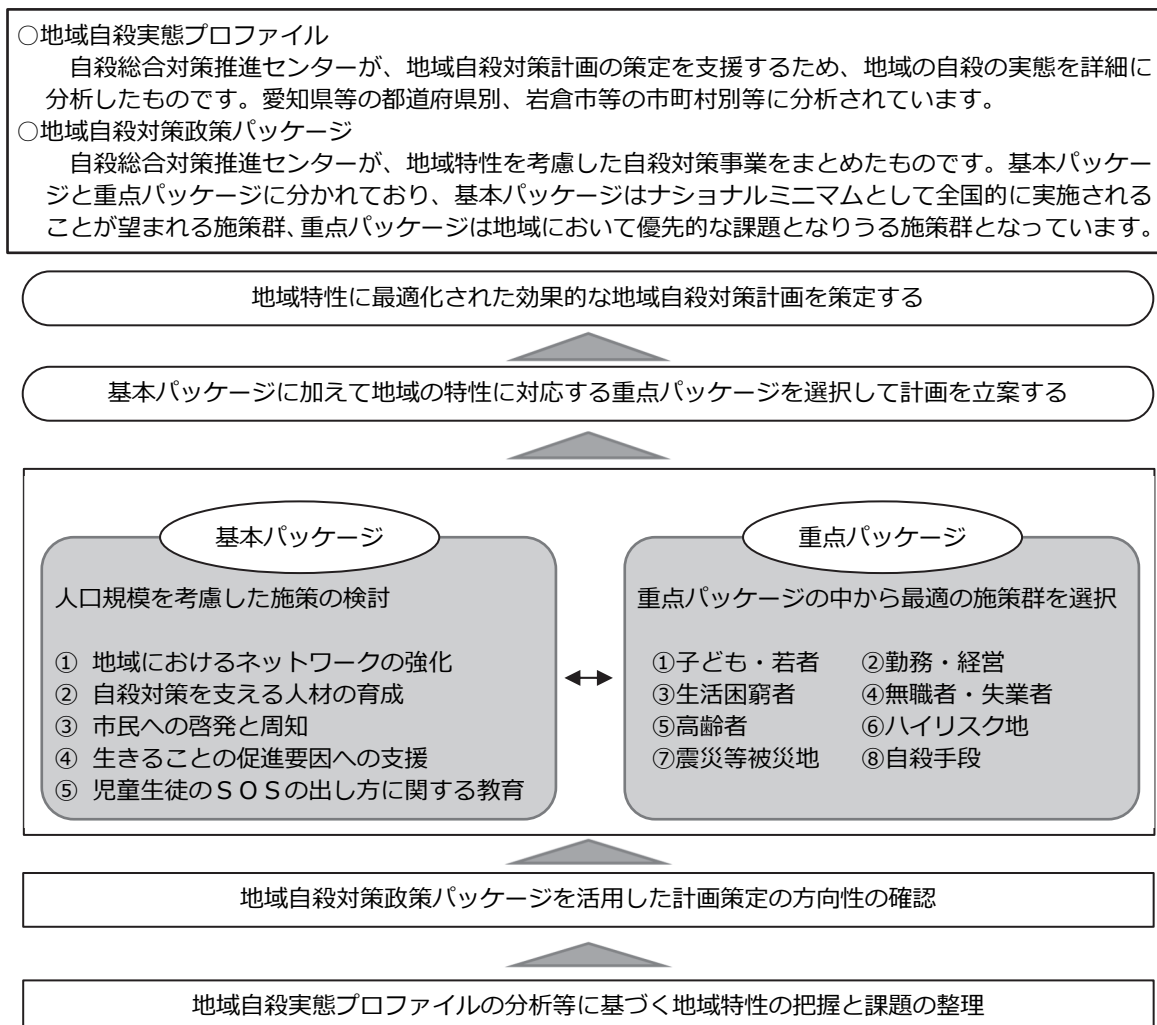 ○地域自殺実態プロファイル
自殺総合対策推進センターが、地域自殺対策計画の策定を支援するため、地域の自殺の実態を詳細に
分析したものです。愛知県等の都道府県別、岩倉市等の市町村別等に分析されています。
○地域自殺対策政策パッケージ
自殺総合対策推進センターが、地域特性を考慮した自殺対策事業をまとめたものです。基本パッケー
ジと重点パッケージに分かれており、基本パッケージはナショナルミニマムとして全国的に実施される
ことが望まれる施策群、重点パッケージは地域において優先的な課題となりうる施策群となっています。
地域特性に最適化された効果的な地域自殺対策計画を策定する
基本パッケージに加えて地域の特性に対応する重点パッケージを選択して計画を立案する
基本パッケージ
人口規模を考慮した施策の検討
① 地域におけるネットワークの強化
② 自殺対策を支える人材の育成
③ 市民への啓発と周知
④ 生きることの促進要因への支援
⑤ 児童生徒のSOSの出し方に関する教育
重点パッケージ
重点パッケージの中から最適の施策群を選択
①子ども・若者 ②勤務・経営
③生活困窮者 ④無職者・失業者
⑤高齢者 ⑥ハイリスク地
⑦震災等被災地 ⑧自殺手段
地域自殺対策政策パッケージを活用した計画策定の方向性の確認
地域自殺実態プロファイルの分析等に基づく地域特性の把握と課題の整理